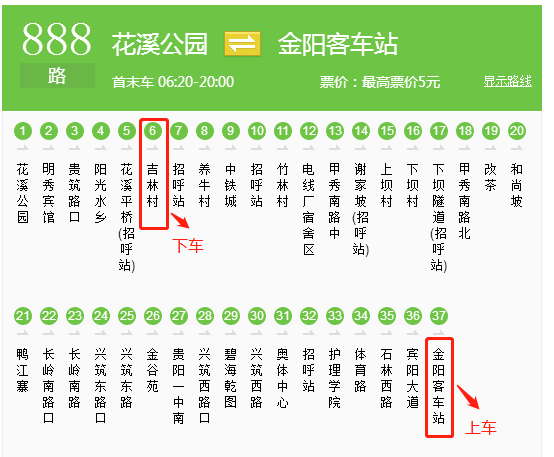 888
路
花溪公园 金阳客车站
首末车 06:20-20:00 票价：最高票价5元 显示路线
1 2 3 4 5 6 7 8 9 10 11 12 13 14 15 16 17 18 19 20
花溪公园
明秀宾馆
贵筑路口
阳光水乡
花溪平桥(招呼站)
吉林村
招呼站
养牛村
中铁城
招呼站
竹林村
电线厂宿舍区
甲秀南路中
谢家坡(招呼站)
上坝村
下坝村
下坝隧道(招呼站)
甲秀南路北
改茶
和尚坡
下车
21 22 23 24 25 26 27 28 29 30 31 32 33 34 35 36 37
鸭江寨
长岭南路口
长岭南路
兴筑东路口
兴筑东路
金谷苑
贵阳一中南
兴筑西路口
碧海乾图
兴筑西路
奥体中心
招呼站
护理学院
体育路
石林西路
宾阳大道
金阳客车站
上车